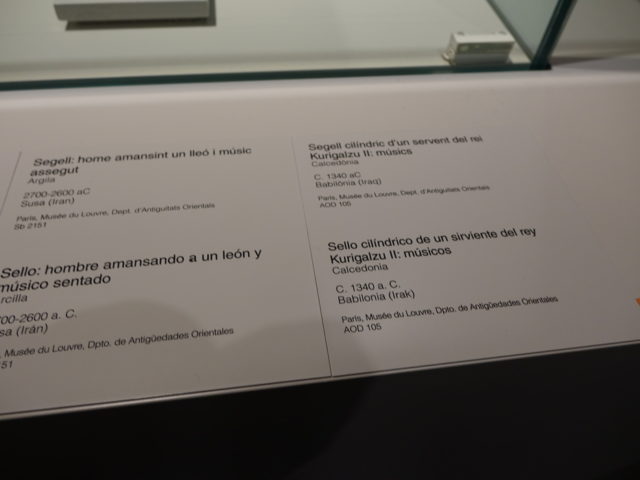 Segell: home amansint un lleó i músic
assegut
Argila
2700-2600 aC
Susa (Iran)
Paris, Musée du Louvre, Dept. d'Antiguitats Orientals
Sb 2151
Sello: hombre amansando a un león y
músico sentado
rcilla
00-2600 a. C.
sa (Irán)
, Musée du Louvre, Dpto. de Antigüedades Orientales
51
Segell cilíndric d'un servent del rei
Kurigalzu II: músics
Calcedònia
C. 1340 aC
Babilònia (Iraq)
Paris, Musée du Louvre, Dept. d'Antiguitats Orientals
AOD 105
Sello cilíndrico de un sirviente del rey
Kurigalzu II: músicos
Calcedonia
C. 1340 a. C.
Babilonia (Irak)
Paris, Musée du Louvre, Dpto. de Antigüedades Orientales
AOD 105